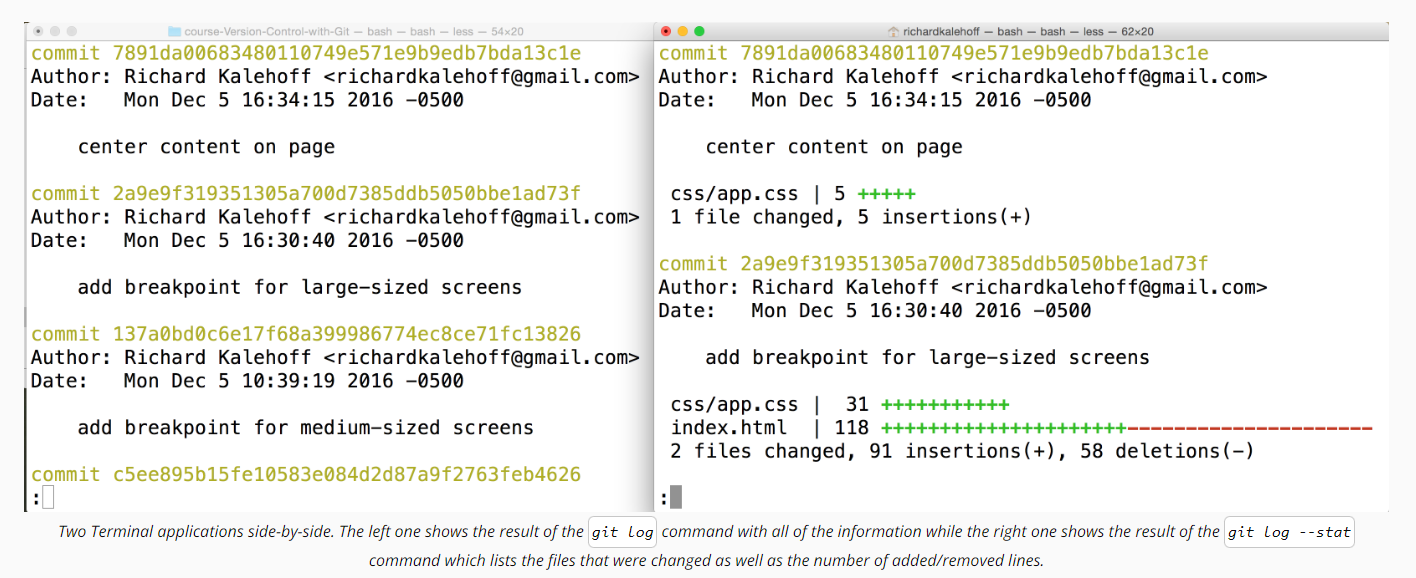 course-Version-Control-with-Git — bash — bash — less — 54×20
commit 7891da00683480110749e571e9b9edb7bda13c1e
Author: Richard Kalehoff <richardkalehoff@gmail.com>
Date:   Mon Dec 5 16:34:15 2016 -0500
center content on page
commit 2a9e9f319351305a700d7385ddb5050bbe1ad73f
Author: Richard Kalehoff <richardkalehoff@gmail.com>
Date:   Mon Dec 5 16:30:40 2016 -0500
add breakpoint for large-sized screens
commit 137a0bd0c6e17f68a399986774ec8ce71fc13826
Author: Richard Kalehoff <richardkalehoff@gmail.com>
Date:   Mon Dec 5 10:39:19 2016 -0500
add breakpoint for medium-sized screens
commit c5ee895b15fe10583e084d2d87a9f2763feb4626
:
richardkalehoff — bash — bash — less — 62×20
commit 7891da00683480110749e571e9b9edb7bda13c1e
Author: Richard Kalehoff <richardkalehoff@gmail.com>
Date:   Mon Dec 5 16:34:15 2016 -0500
center content on page
css/app.css | 5 +++++
1 file changed, 5 insertions(+)
commit 2a9e9f319351305a700d7385ddb5050bbe1ad73f
Author: Richard Kalehoff <richardkalehoff@gmail.com>
Date:   Mon Dec 5 16:30:40 2016 -0500
add breakpoint for large-sized screens
css/app.css |  31 +++++++++++
index.html  | 118 +++++++++++++++++++++---------------------
2 files changed, 91 insertions(+), 58 deletions(-)
:
Two Terminal applications side-by-side. The left one shows the result of the git log command with all of the information while the right one shows the result of the git log --stat
command which lists the files that were changed as well as the number of added/removed lines.